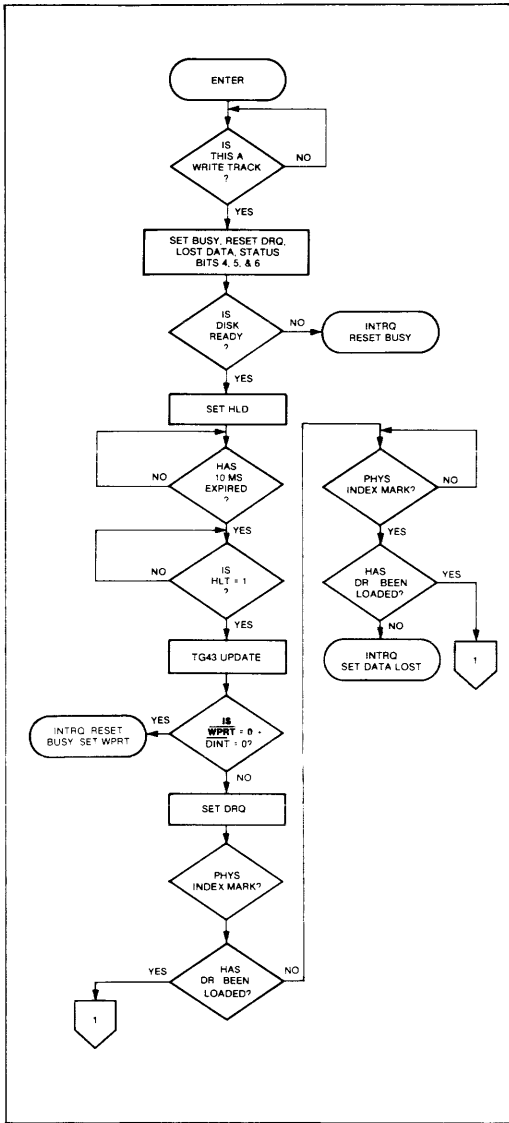 ENTER
IS
THIS A
WRITE TRACK
?
NO
YES
SET BUSY, RESET DRQ,
LOST DATA, STATUS
BITS 4, 5, & 6
IS
DISK
READY
?
NO
INTRQ
RESET BUSY
YES
SET HLD
HAS
10 MS
EXPIRED
?
NO
YES
IS
HLT = 1
?
NO
YES
TG43 UPDATE
IS
WPRT = 0 +
DINT = 0?
YES
INTRQ RESET
BUSY SET WPRT
NO
SET DRQ
PHYS
INDEX MARK?
HAS
DR BEEN
LOADED?
YES
NO
1
PHYS
INDEX MARK?
NO
YES
HAS
DR BEEN
LOADED?
YES
NO
INTRQ
SET DATA LOST
1